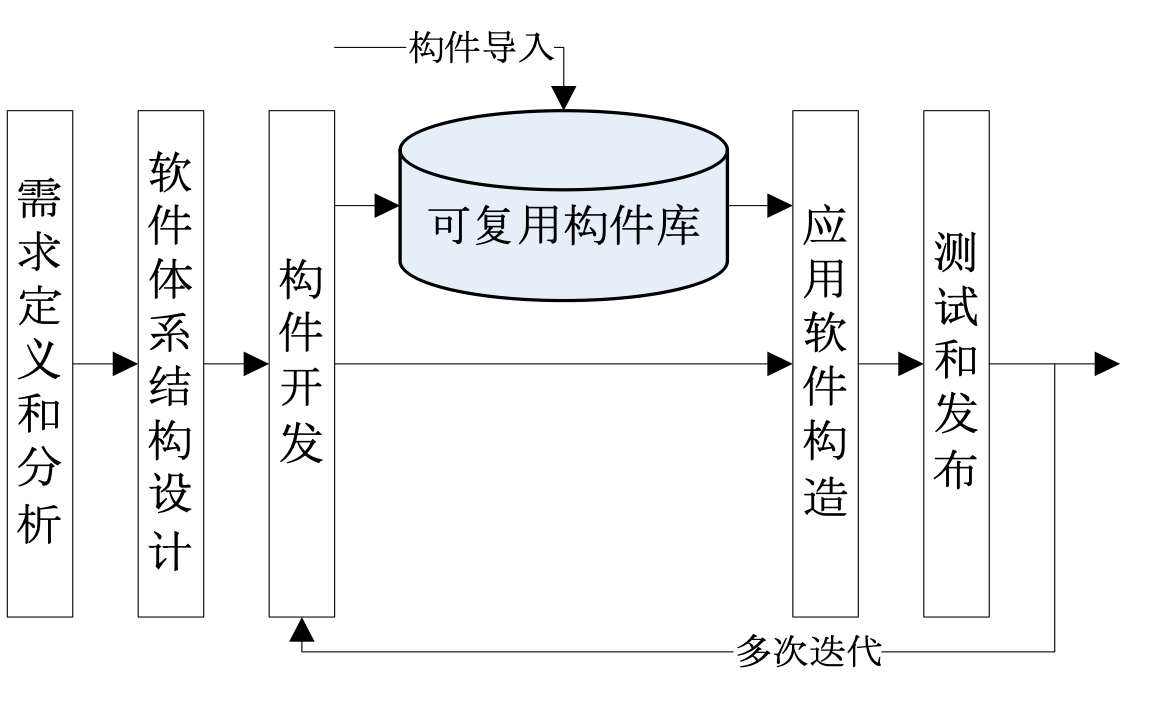 构件导入
需求定义和分析
软件体系结构设计
构件开发
可复用构件库
应用软件构造
测试和发布
多次迭代